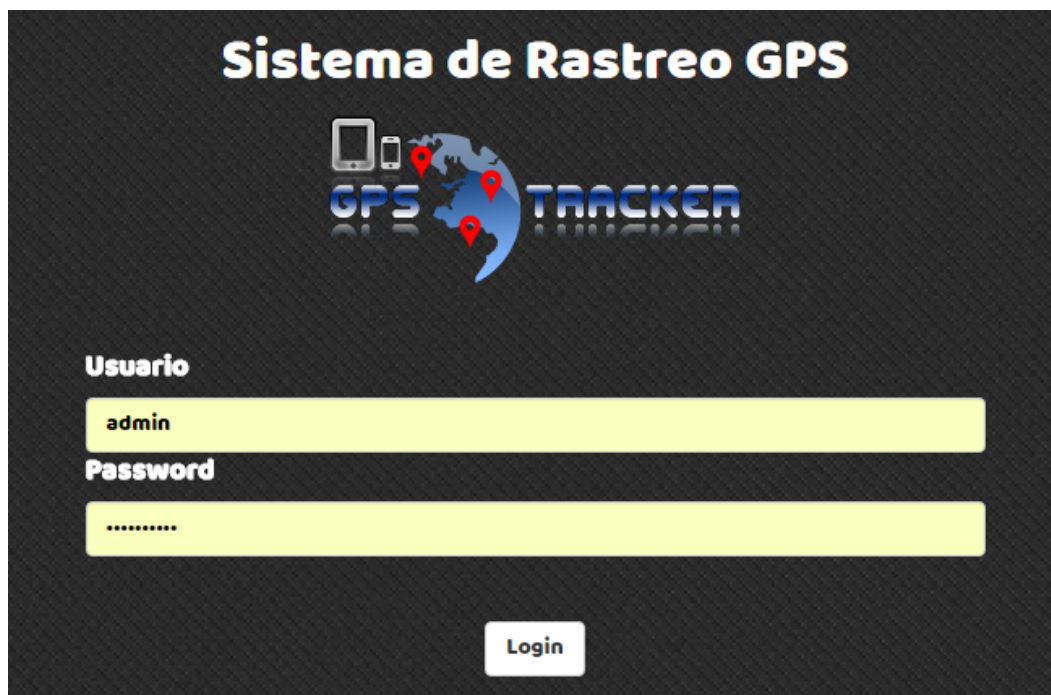 Sistema de Rastreo GPS
GPS TRACKER
Usuario
admin
Password
••••••••••
Login